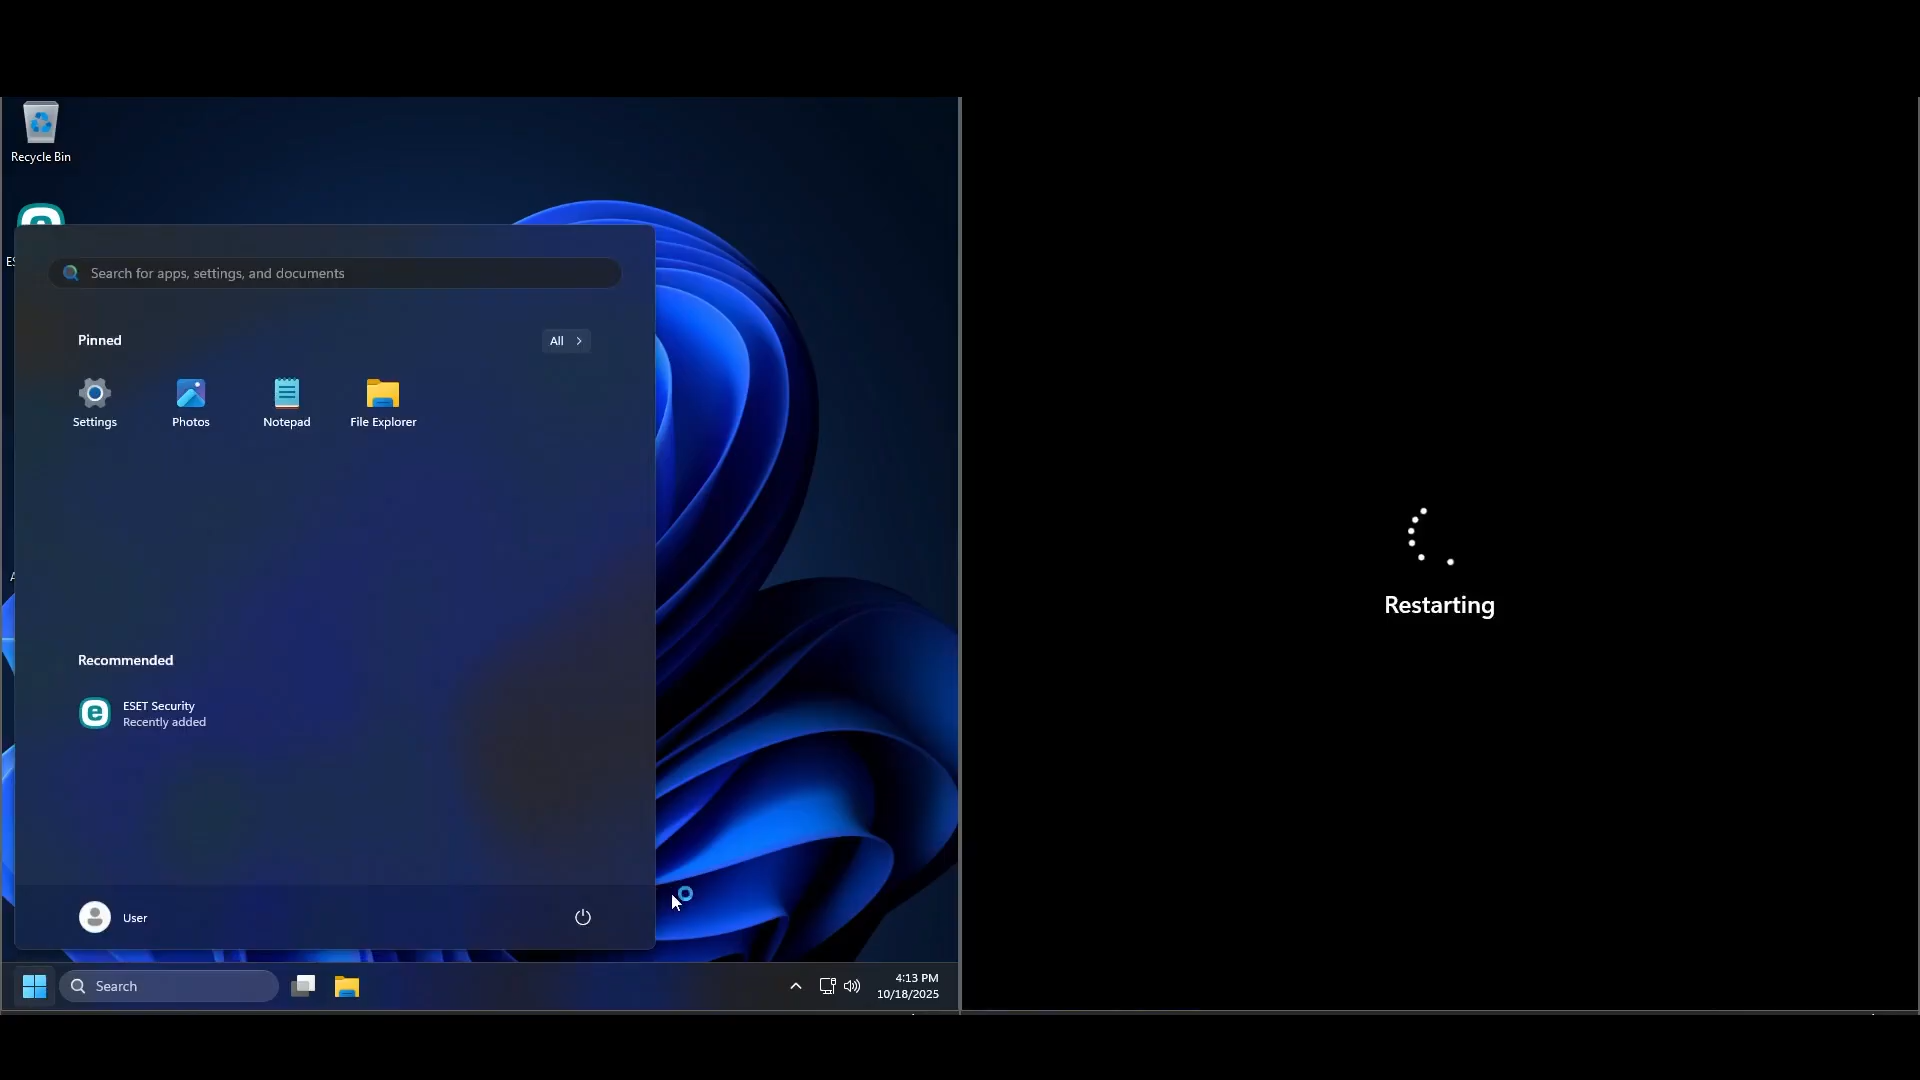 Recycle Bin
ES
Search for apps, settings, and documents
Pinned
All
Settings
Photos
Notepad
File Explorer
A
Recommended
ESET Security
Recently added
User
Search
4:13 PM
10/18/2025
Restarting